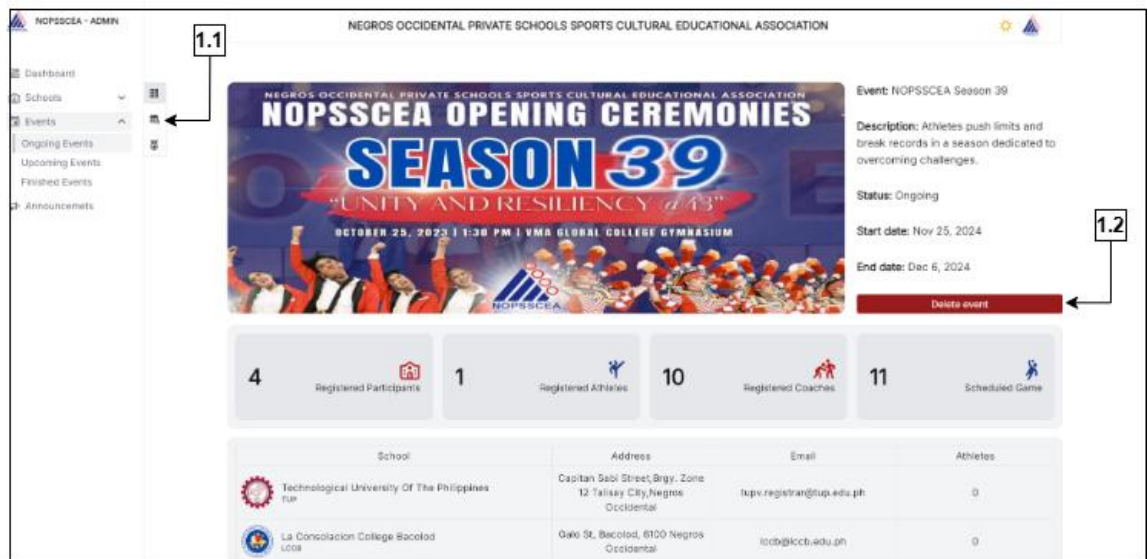 NOPSSCEA - ADMIN
NEGROS OCCIDENTAL PRIVATE SCHOOLS SPORTS CULTURAL EDUCATIONAL ASSOCIATION
1.1
Dashboard
Schools
Events
Ongoing Events
Upcoming Events
Finished Events
Announcemets
NEGROS OCCIDENTAL PRIVATE SCHOOLS SPORTS CULTURAL EDUCATIONAL ASSOCIATION
NOPSSCEA OPENING CEREMONIES
SEASON 39
"UNITY AND RESILIENCY @43"
OCTOBER 25, 2023 | 1:30 PM | VMA GLOBAL COLLEGE GYMNASIUM
NOPSSCEA
Event: NOPSSCEA Season 39
Description: Athletes push limits and
break records in a season dedicated to
overcoming challenges.
Status: Ongoing
Start date: Nov 25, 2024
End date: Dec 6, 2024
1.2
Delete event
4 Registered Participants
1 Registered Athletes
10 Registered Coaches
11 Scheduled Game
School Address Email Athletes
Technological University Of The Philippines
TUP
Capitan Sabi Street, Brgy. Zone
12 Talisay City, Negros
Occidental
tupv.registrar@tup.edu.ph
0
La Consolacion College Bacolod
LCCB
Galo St, Bacolod, 6100 Negros
Occidental
lccb@lccb.edu.ph
0